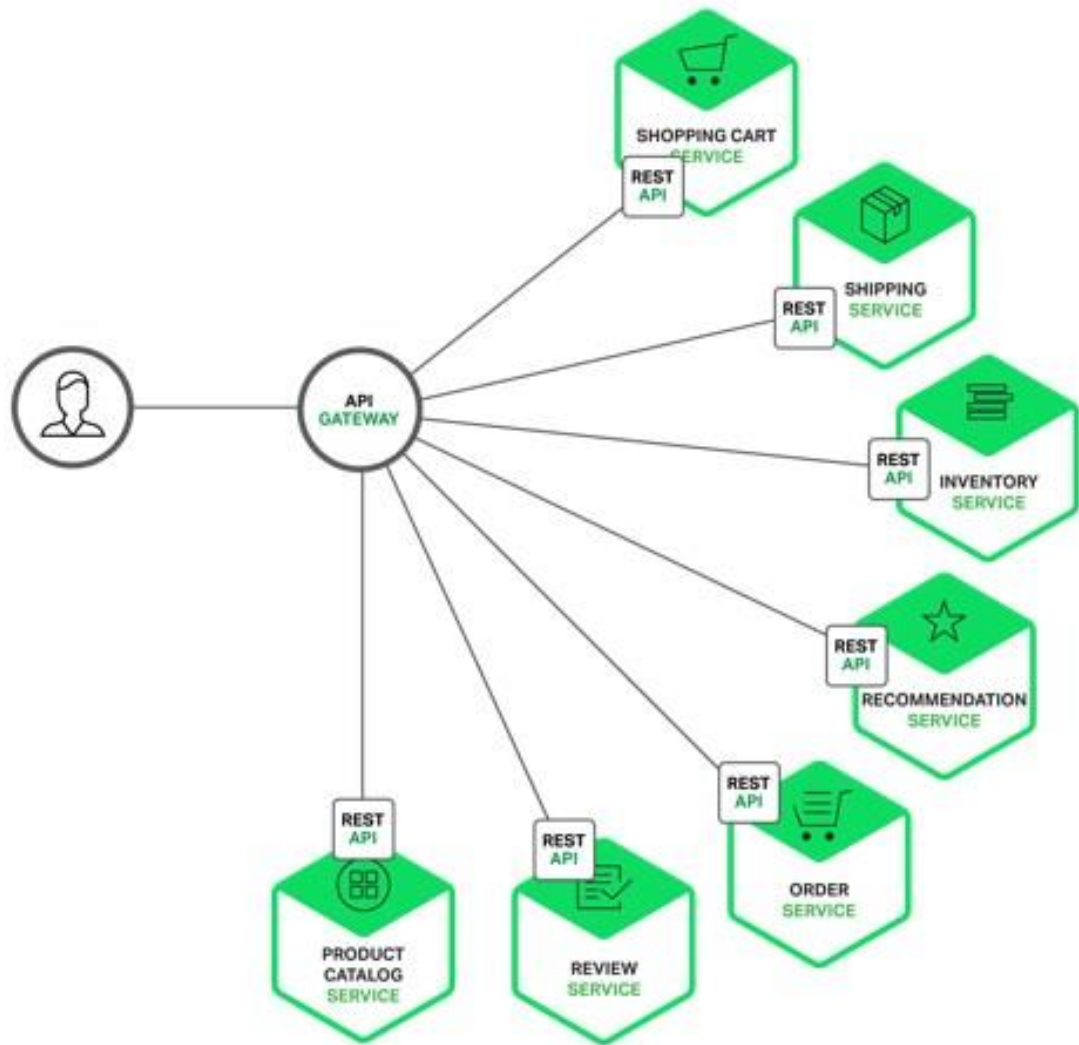 SHOPPING CART
SERVICE
REST
API
SHIPPING
SERVICE
REST
API
API
GATEWAY
INVENTORY
SERVICE
REST
API
RECOMMENDATION
SERVICE
REST
API
ORDER
SERVICE
REST
API
REVIEW
SERVICE
REST
API
PRODUCT
CATALOG
SERVICE
REST
API